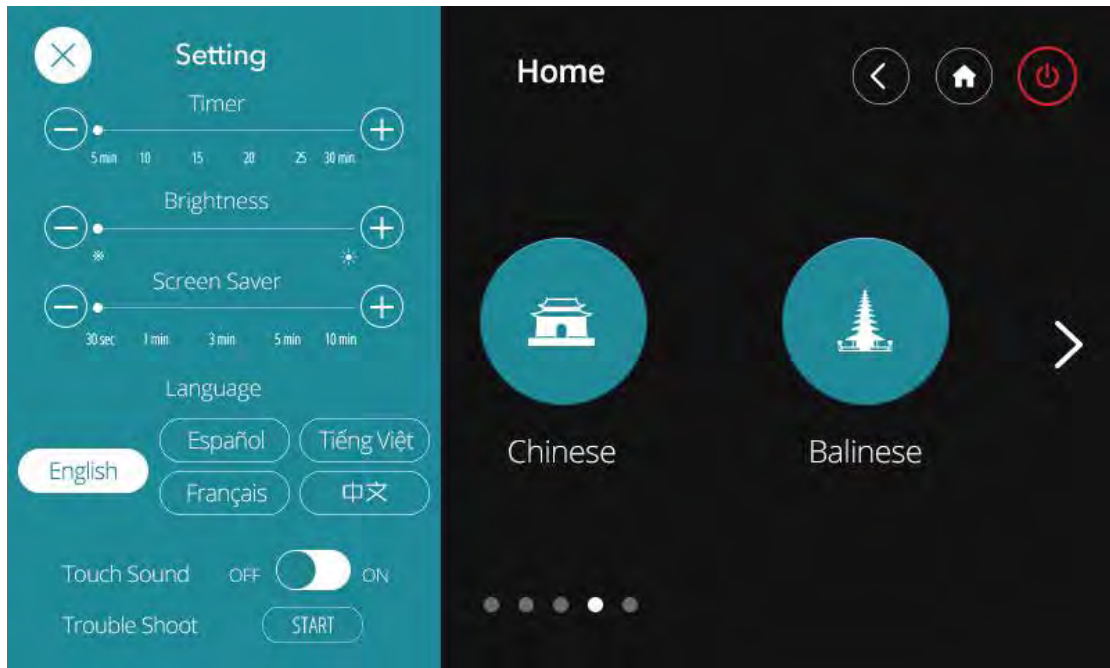 Setting
Timer
5 min 10 15 20 25 30 min
Brightness
Screen Saver
30 sec 1 min 3 min 5 min 10 min
Language
English
Español
Tiếng Việt
Français
中文
Touch Sound OFF ON
Trouble Shoot START
Home
Chinese
Balinese